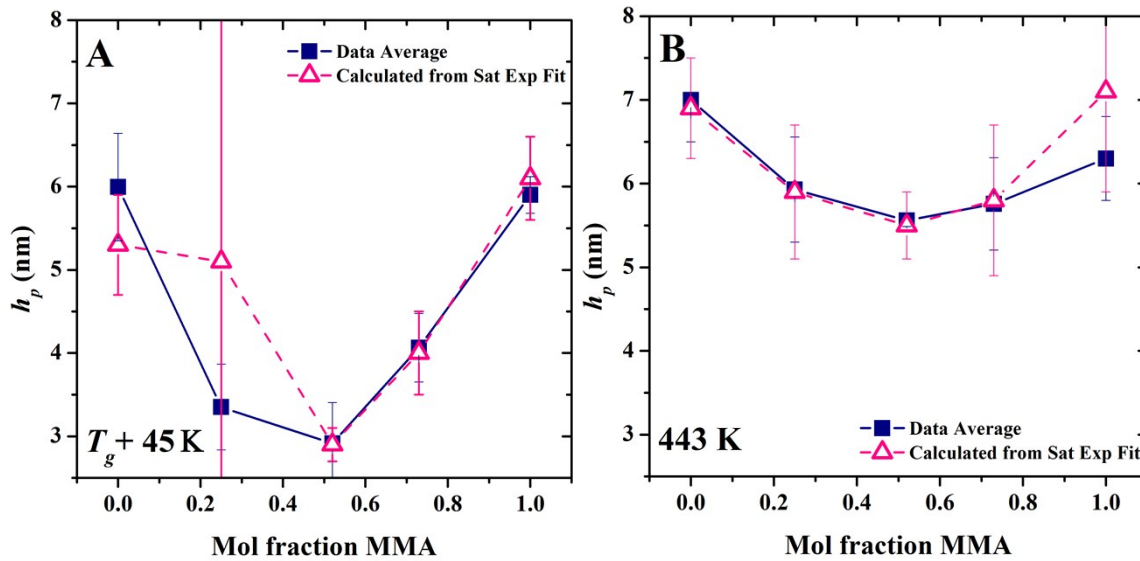 A
Data Average
Calculated from Sat Exp Fit
8
7
6
5
4
3
h_p (nm)
T_g + 45 K
0.0 0.2 0.4 0.6 0.8 1.0
Mol fraction MMA
B
8
7
6
5
4
3
h_p (nm)
443 K
Data Average
Calculated from Sat Exp Fit
0.0 0.2 0.4 0.6 0.8 1.0
Mol fraction MMA